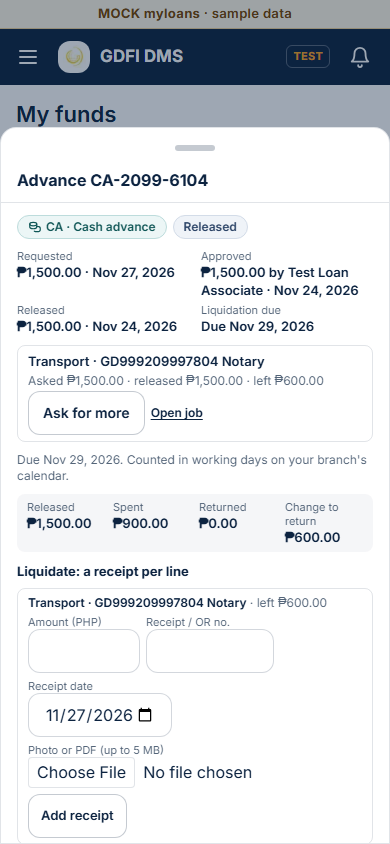 MOCK myloans · sample data
GDFI DMS
TEST
My funds
Advance CA-2099-6104
CA · Cash advance
Released
Requested
₱1,500.00 · Nov 27, 2026
Approved
₱1,500.00 by Test Loan
Associate · Nov 24, 2026
Released
₱1,500.00 · Nov 24, 2026
Liquidation due
Due Nov 29, 2026
Transport · GD999209997804 Notary
Asked ₱1,500.00 · released ₱1,500.00 · left ₱600.00
Ask for more
Open job
Due Nov 29, 2026. Counted in working days on your branch's
calendar.
Released
₱1,500.00
Spent
₱900.00
Returned
₱0.00
Change to
return
₱600.00
Liquidate: a receipt per line
Transport · GD999209997804 Notary · left ₱600.00
Amount (PHP)
Receipt / OR no.
Receipt date
11/27/2026
Photo or PDF (up to 5 MB)
Choose File
No file chosen
Add receipt